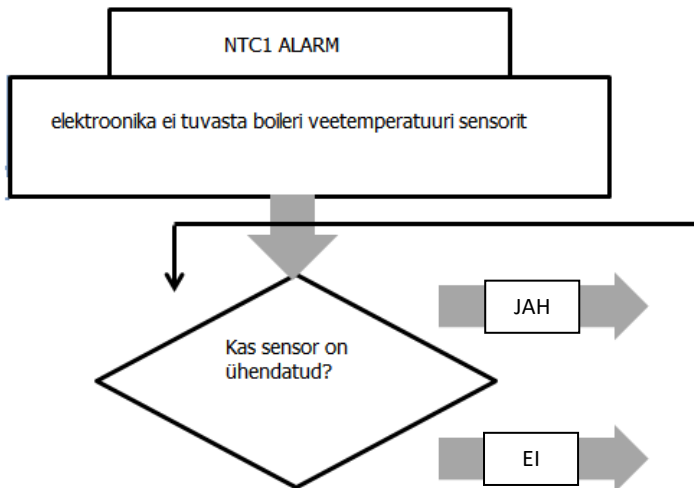 NTC1 ALARM
elektroonika ei tuvasta boileri veetemperatuuri sensorit
Kas sensor on
ühendatud?
JAH
EI